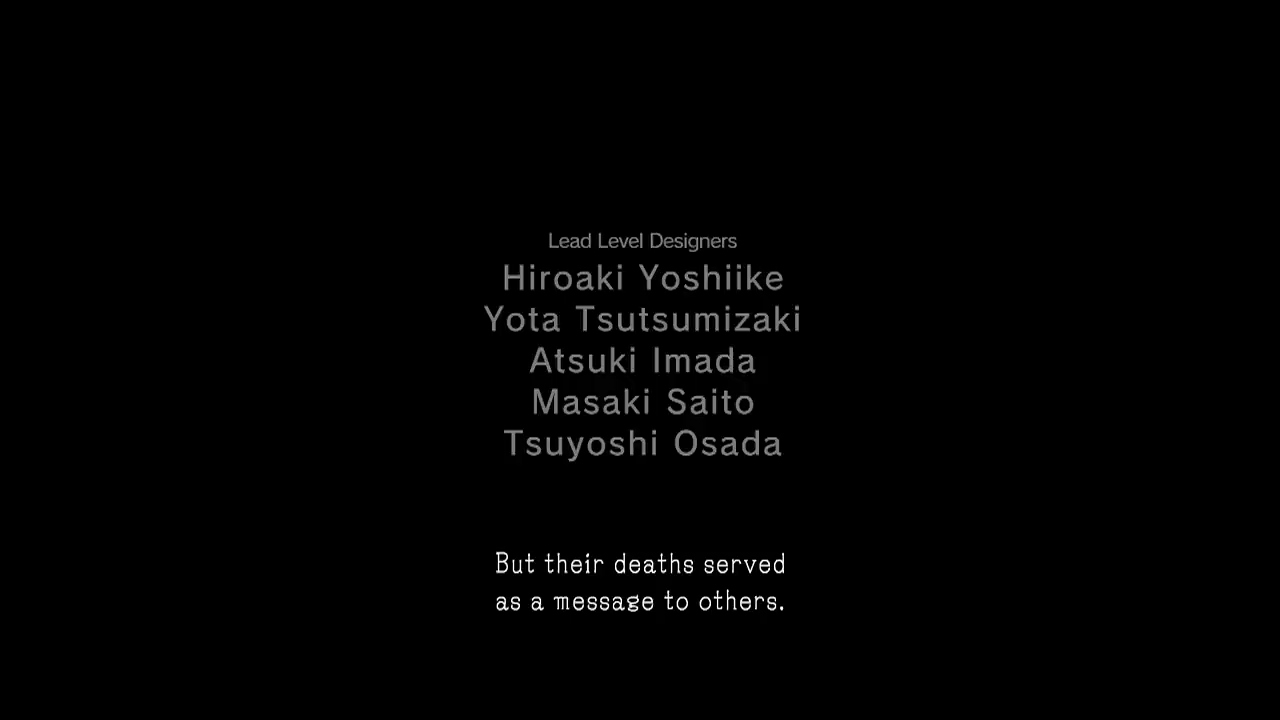 Lead Level Designers
Hiroaki Yoshiike
Yota Tsutsumizaki
Atsuki Imada
Masaki Saito
Tsuyoshi Osada
But their deaths served
as a message to others.